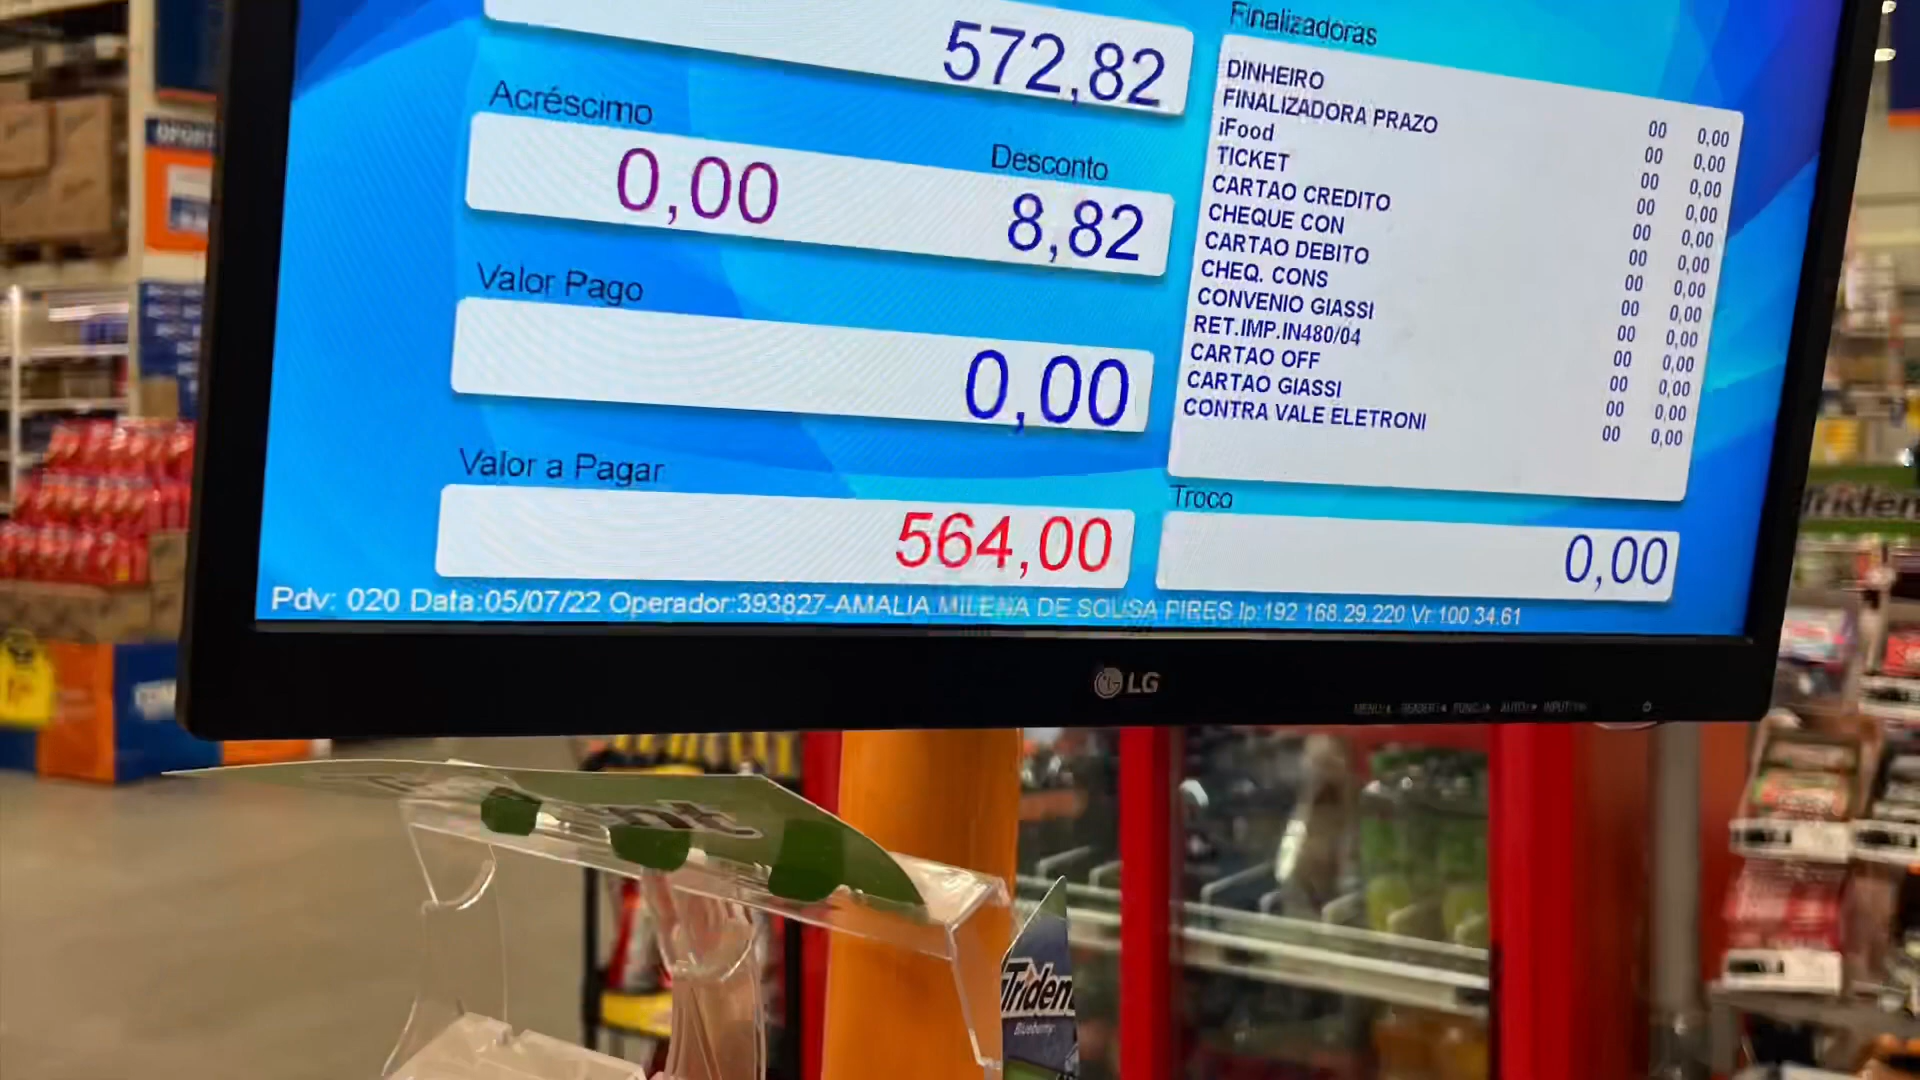 Finalizadoras
572,82
Acréscimo
0,00
Desconto
8,82
Valor Pago
0,00
Valor a Pagar
564,00
DINHEIRO 00 0,00
FINALIZADORA PRAZO 00 0,00
iFood 00 0,00
TICKET 00 0,00
CARTAO CREDITO 00 0,00
CHEQUE CON 00 0,00
CARTAO DEBITO 00 0,00
CHEQ. CONS 00 0,00
CONVENIO GIASSI 00 0,00
RET.IMP.IN480/04 00 0,00
CARTAO OFF 00 0,00
CARTAO GIASSI 00 0,00
CONTRA VALE ELETRONI 00 0,00
Troco
0,00
Pdv: 020 Data:05/07/22 Operador:393827-AMALIA MILENA DE SOUSA PIRES Ip:192 168.29.220 Vr:100 34.61
LG
Trident
Trident
Blueberry